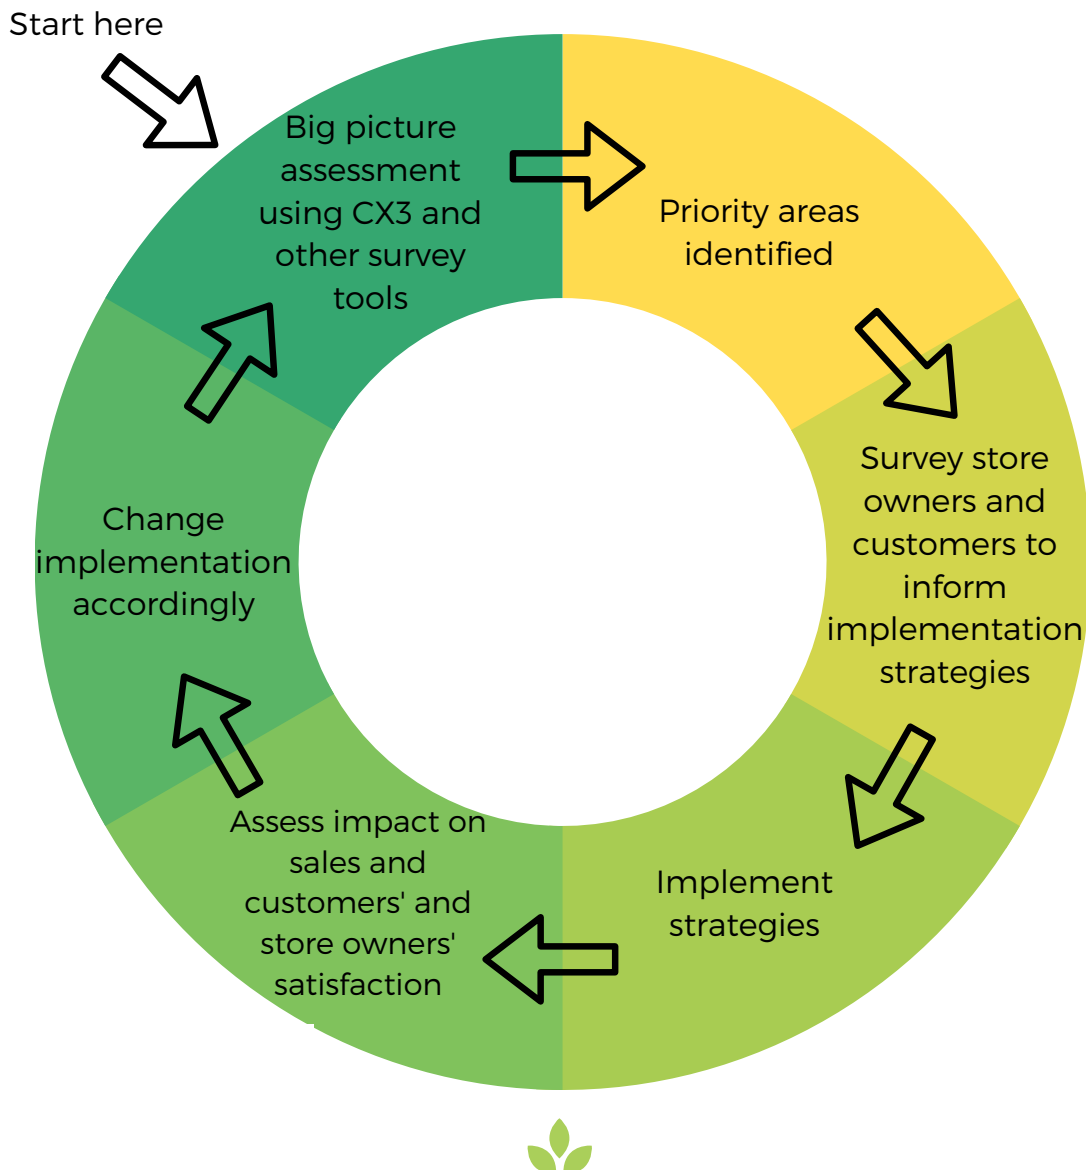 Start here
Big picture
assessment
using CX3 and
other survey
tools
Priority areas
identified
Survey store
owners and
customers to
inform
implementation
strategies
Implement
strategies
Assess impact on
sales and
customers' and
store owners'
satisfaction
Change
implementation
accordingly